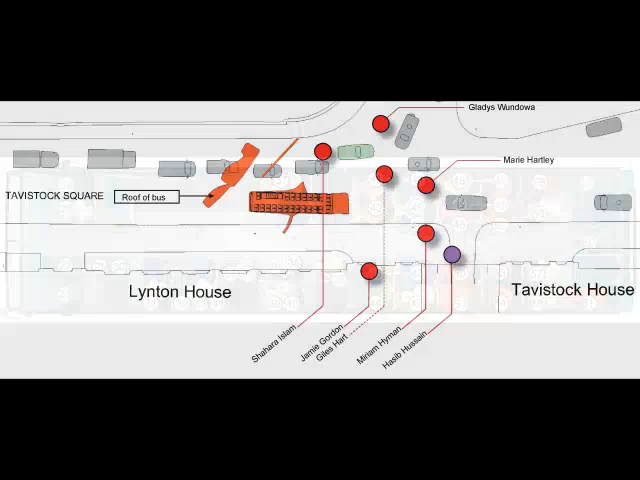 Gladys Wundowa
Marie Hartley
TAVISTOCK SQUARE
Roof of bus
Lynton House
Tavistock House
Shahara Islam
Jamie Gordon
Giles Hart
Miriam Hyman
Hasib Hussain